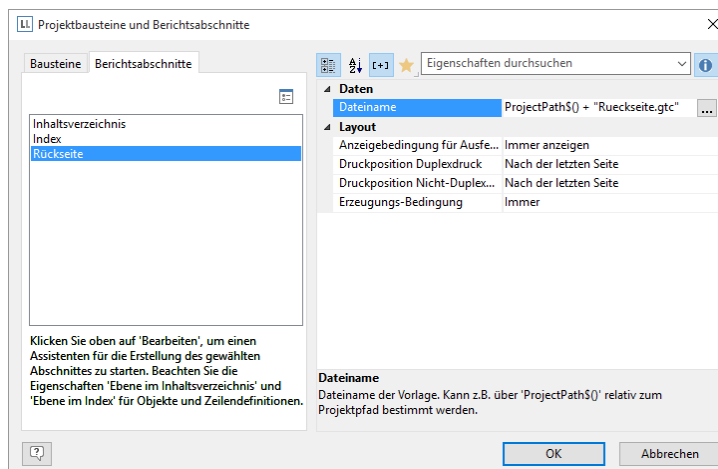 LL Projektbausteine und Berichtsabschnitte
Bausteine Berichtsabschnitte
Inhaltsverzeichnis
Index
Rückseite
Klicken Sie oben auf 'Bearbeiten', um einen
Assistenten für die Erstellung des gewählten
Abschnittes zu starten. Beachten Sie die
Eigenschaften 'Ebene im Inhaltsverzeichnis' und
'Ebene im Index' für Objekte und Zeilendefinitionen.
Eigenschaften durchsuchen
Daten
Dateiname ProjectPath$() + "Rueckseite.gtc" ...
Layout
Anzeigebedingung für Ausfe... Immer anzeigen
Druckposition Duplexdruck Nach der letzten Seite
Druckposition Nicht-Duplex... Nach der letzten Seite
Erzeugungs-Bedingung Immer
Dateiname
Dateiname der Vorlage. Kann z.B. über 'ProjectPath$()' relativ zum
Projektpfad bestimmt werden.
OK Abbrechen